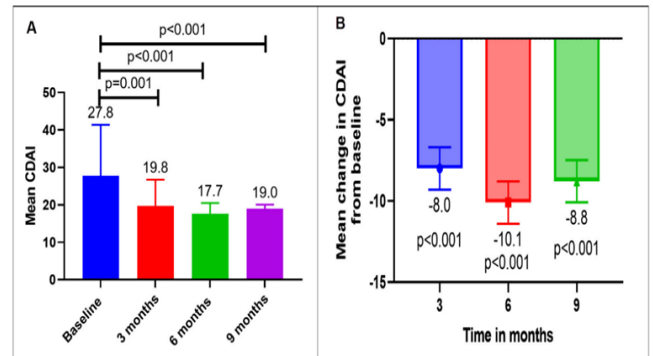 A
p<0.001
p<0.001
p=0.001
50
40
30
20
10
0
Mean CDAI
27.8
19.8
17.7
19.0
Baseline
3 months
6 months
9 months
B
0
-5
-10
-15
Mean change in CDAI
from baseline
-8.0
p<0.001
-10.1
p<0.001
-8.8
p<0.001
3
6
9
Time in months